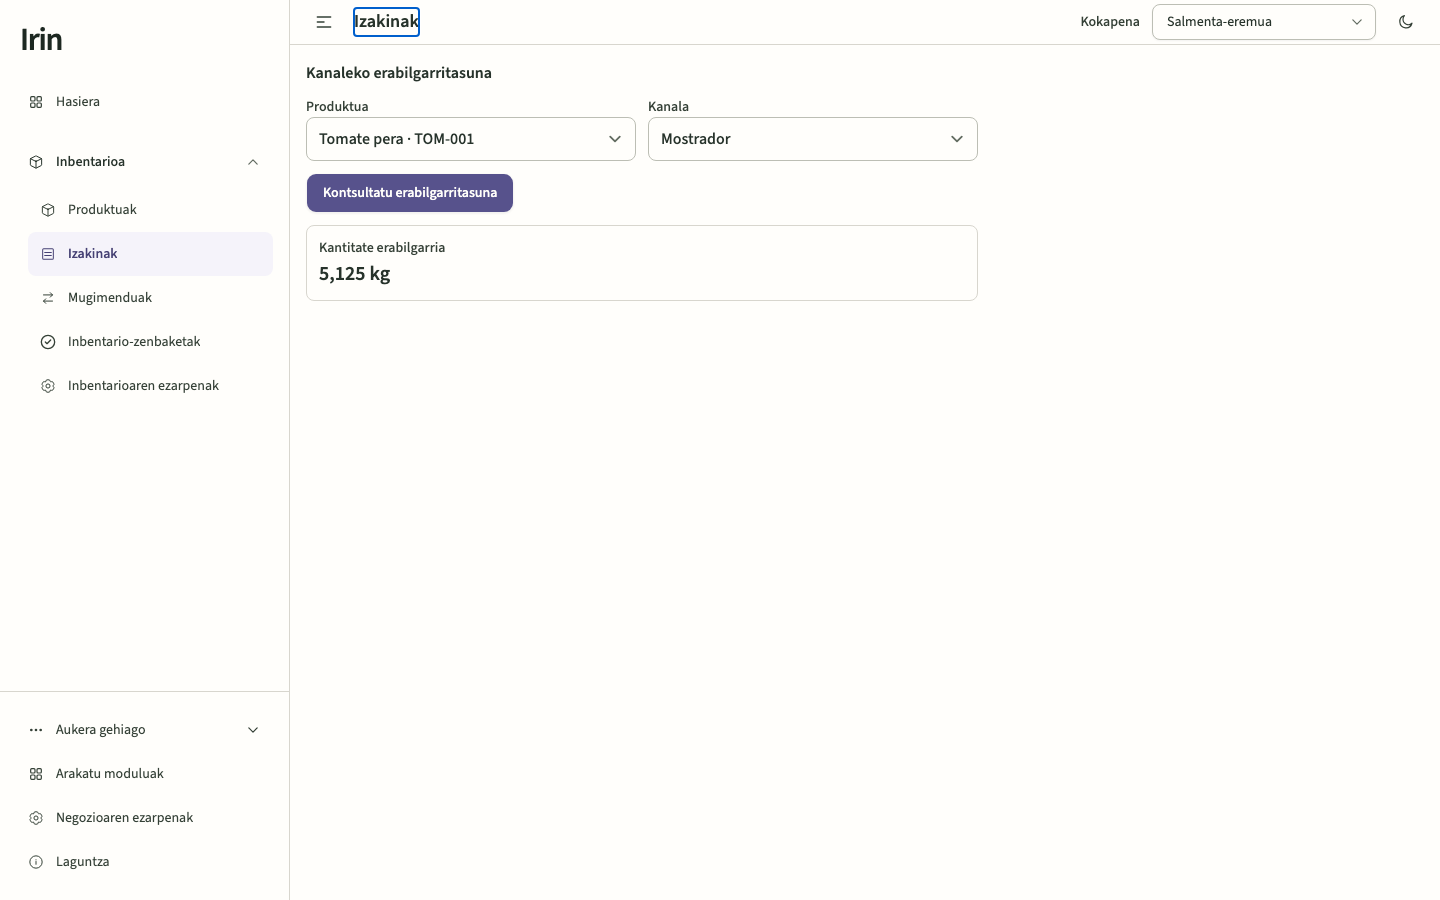 Irin
Hasiera
Inbentarioa
Produktuak
Izakinak
Mugimenduak
Inbentario-zenbaketak
Inbentarioaren ezarpenak
Aukera gehiago
Arakatu moduluak
Negozioaren ezarpenak
Laguntza
Izakinak
Kokapena
Salmenta-eremua
Kanaleko erabilgarritasuna
Produktua
Kanala
Tomate pera · TOM-001
Mostrador
Kontsultatu erabilgarritasuna
Kantitate erabilgarria
5,125 kg